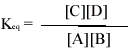 [C][D]
Keq =
[A][B]